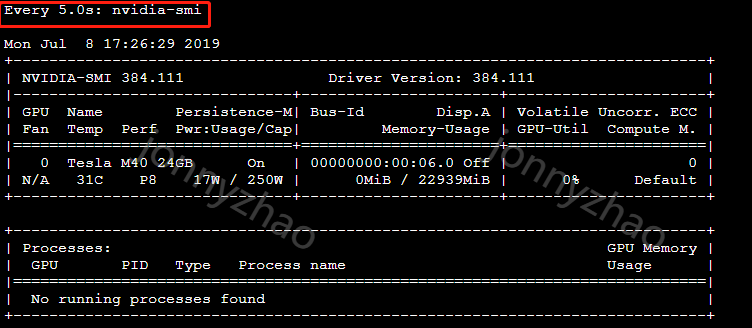 Every 5.0s: nvidia-smi
Mon Jul  8 17:26:29 2019
+-----------------------------------------------------------------------------+
| NVIDIA-SMI 384.111                Driver Version: 384.111                   |
|-------------------------------+----------------------+----------------------+
| GPU  Name        Persistence-M| Bus-Id        Disp.A | Volatile Uncorr. ECC |
| Fan  Temp  Perf  Pwr:Usage/Cap|         Memory-Usage | GPU-Util  Compute M. |
|===============================+======================+======================|
|   0  Tesla M40 24GB      On   | 00000000:00:06.0 Off |                    0 |
| N/A   31C    P8    17W / 250W |      0MiB / 22939MiB |      0%      Default |
+-------------------------------+----------------------+----------------------+
+-----------------------------------------------------------------------------+
| Processes:                                                       GPU Memory |
|  GPU       PID   Type   Process name                             Usage      |
|=============================================================================|
|  No running processes found                                                 |
+-----------------------------------------------------------------------------+
jonnyzhao
jonnyzhao